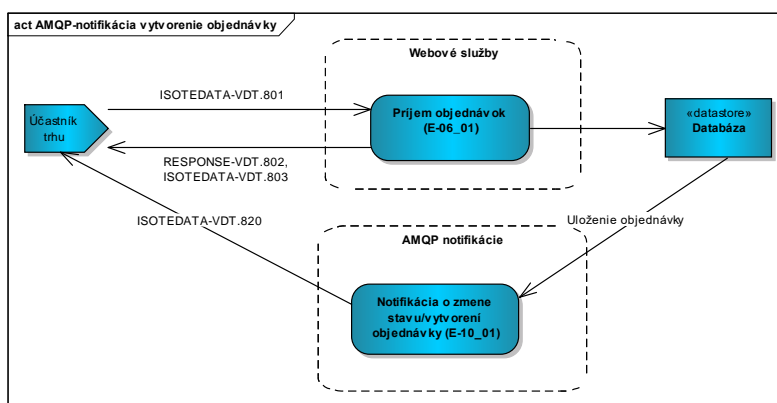 act AMQP-notifikácia vytvorenie objednávky
Webové služby
ISOTEDATA-VDT.801
Účastník
trhu
Príjem objednávok
(E-06_01)
«datastore»
Databáza
RESPONSE-VDT.802,
ISOTEDATA-VDT.803
ISOTEDATA-VDT.820
Uloženie objednávky
AMQP notifikácie
Notifikácia o zmene
stavu/vytvorení
objednávky (E-10_01)